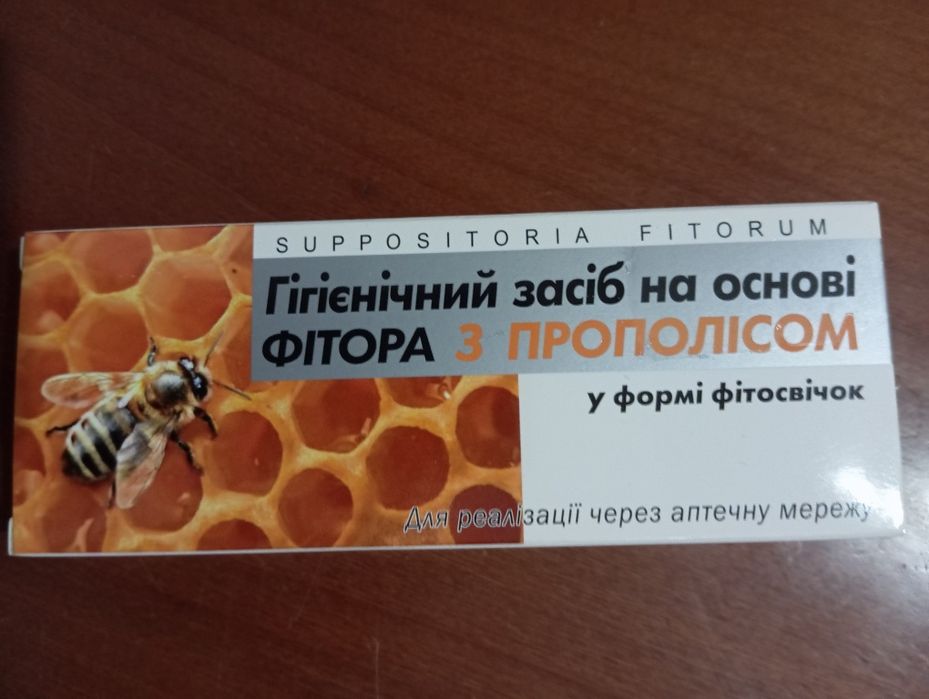 SUPPOSITORIA FITORUM
Гігієнічний засіб на основі
ФІТОРА З ПРОПОЛІСОМ
у формі фітосвічок
Для реалізації через аптечну мережу